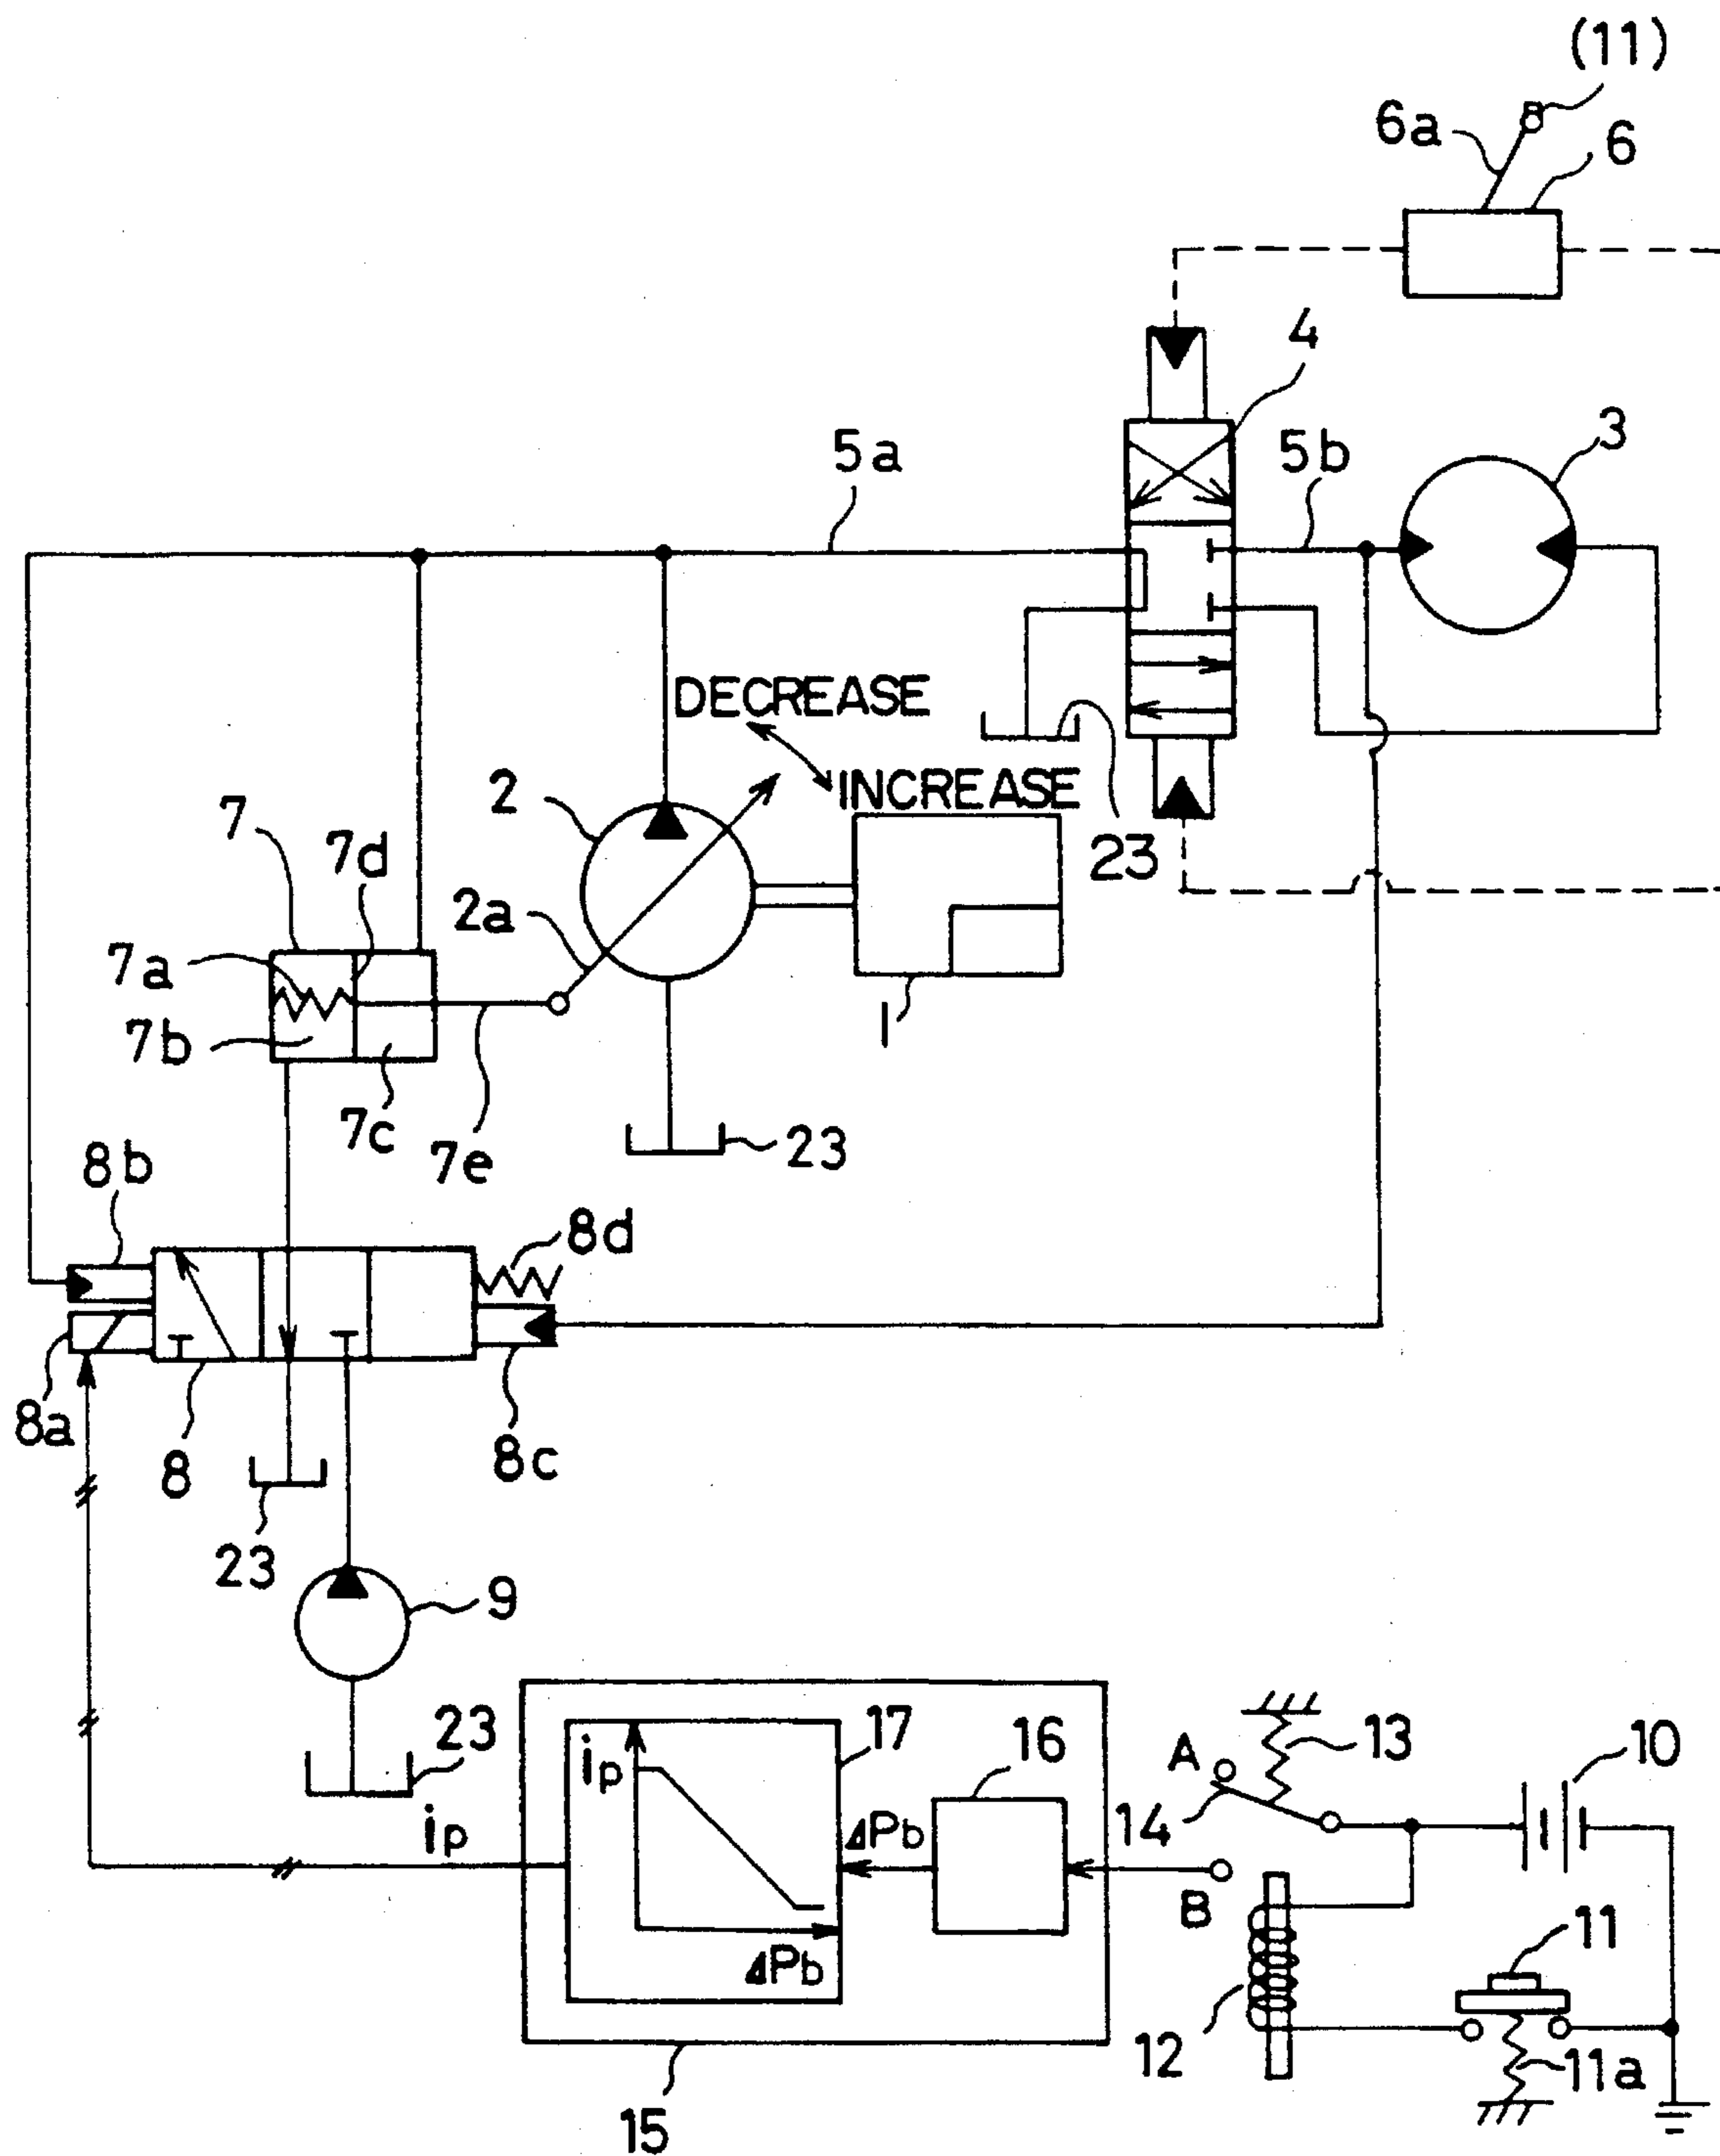 (11)
6a
6
4
5a
5b
3
DECREASE
INCREASE
2
7
7d
23
2a
7a
1
7b
7c
7e
23
8b
8d
8a
8
8c
23
9
23
ip
ip
17
16
ΔPb
ΔPb
A
13
10
14
B
11
12
11a
15